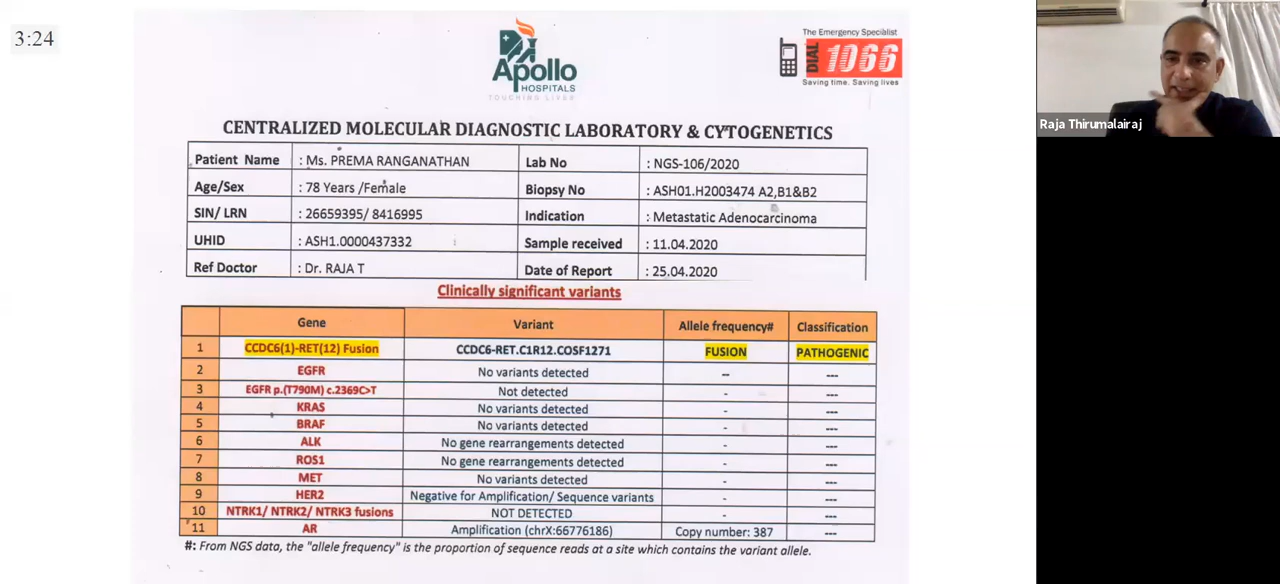 3:24
Apollo
HOSPITALS
TOUCHING LIVES
The Emergency Specialist
DIAL 1066
Saving time. Saving lives
Raja Thirumalairaj
CENTRALIZED MOLECULAR DIAGNOSTIC LABORATORY & CYTOGENETICS
Patient Name : Ms. PREMA RANGANATHAN Lab No : NGS-106/2020
Age/Sex : 78 Years /Female Biopsy No : ASH01.H2003474 A2,B1&B2
SIN/ LRN : 26659395/ 8416995 Indication : Metastatic Adenocarcinoma
UHID : ASH1.0000437332 Sample received : 11.04.2020
Ref Doctor : Dr. RAJA T Date of Report : 25.04.2020
Clinically significant variants
Gene Variant Allele frequency# Classification
1 CCDC6(1)-RET(12) Fusion CCDC6-RET.C1R12.COSF1271 FUSION PATHOGENIC
2 EGFR No variants detected -- ---
3 EGFR p.(T790M) c.2369C>T Not detected - ---
4 KRAS No variants detected - ---
5 BRAF No variants detected - ---
6 ALK No gene rearrangements detected - ---
7 ROS1 No gene rearrangements detected - ---
8 MET No variants detected - ---
9 HER2 Negative for Amplification/ Sequence variants - ---
10 NTRK1/ NTRK2/ NTRK3 fusions NOT DETECTED - ---
11 AR Amplification (chrX:66776186) Copy number: 387 ---
#: From NGS data, the "allele frequency" is the proportion of sequence reads at a site which contains the variant allele.